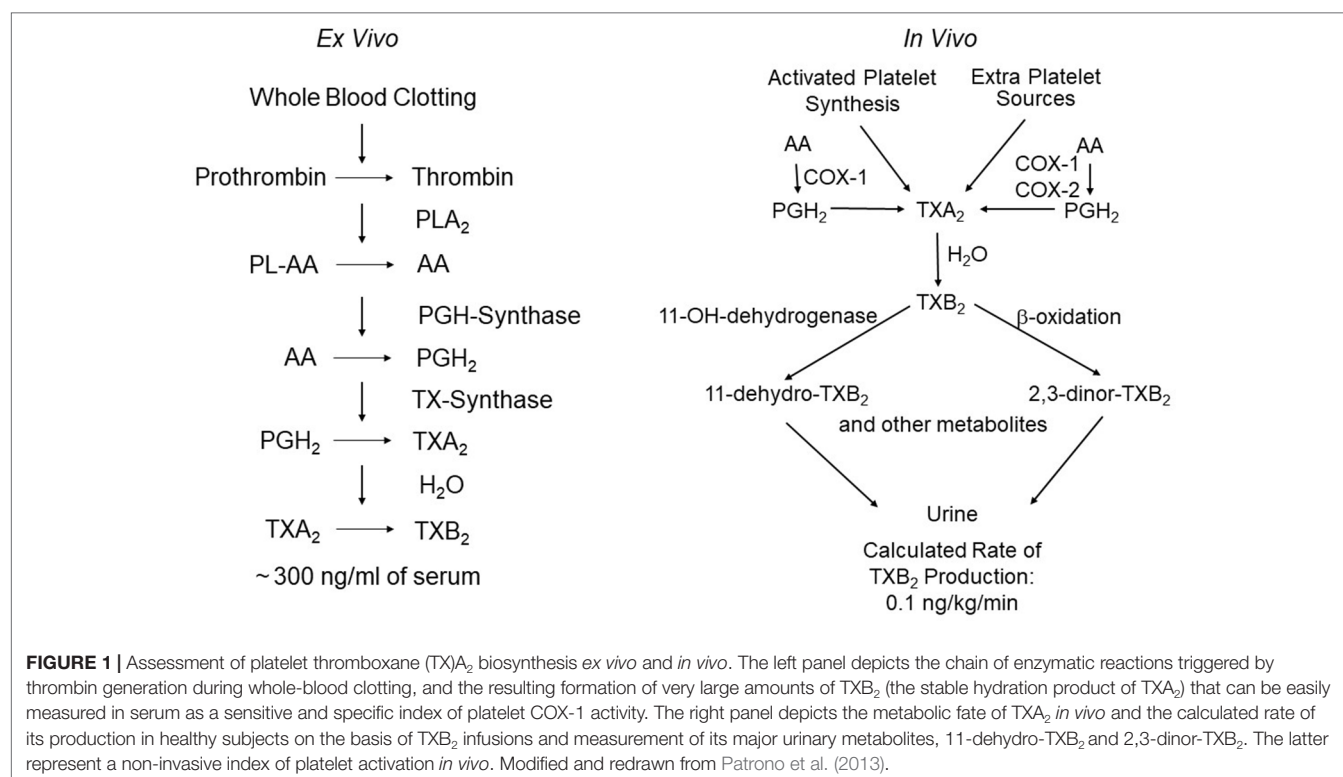 Ex Vivo
Whole Blood Clotting
Prothrombin Thrombin
PLA2
PL-AA AA
PGH-Synthase
AA PGH2
TX-Synthase
PGH2 TXA2
H2O
TXA2 TXB2
~300 ng/ml of serum
In Vivo
Activated Platelet
Synthesis
Extra Platelet
Sources
AA
COX-1
PGH2
AA
COX-1
COX-2
PGH2
TXA2
H2O
TXB2
11-OH-dehydrogenase
β-oxidation
11-dehydro-TXB2
2,3-dinor-TXB2
and other metabolites
Urine
Calculated Rate of
TXB2 Production:
0.1 ng/kg/min
FIGURE 1 | Assessment of platelet thromboxane (TX)A2 biosynthesis ex vivo and in vivo. The left panel depicts the chain of enzymatic reactions triggered by
thrombin generation during whole-blood clotting, and the resulting formation of very large amounts of TXB2 (the stable hydration product of TXA2) that can be easily
measured in serum as a sensitive and specific index of platelet COX-1 activity. The right panel depicts the metabolic fate of TXA2 in vivo and the calculated rate of
its production in healthy subjects on the basis of TXB2 infusions and measurement of its major urinary metabolites, 11-dehydro-TXB2 and 2,3-dinor-TXB2. The latter
represent a non-invasive index of platelet activation in vivo. Modified and redrawn from Patrono et al. (2013).